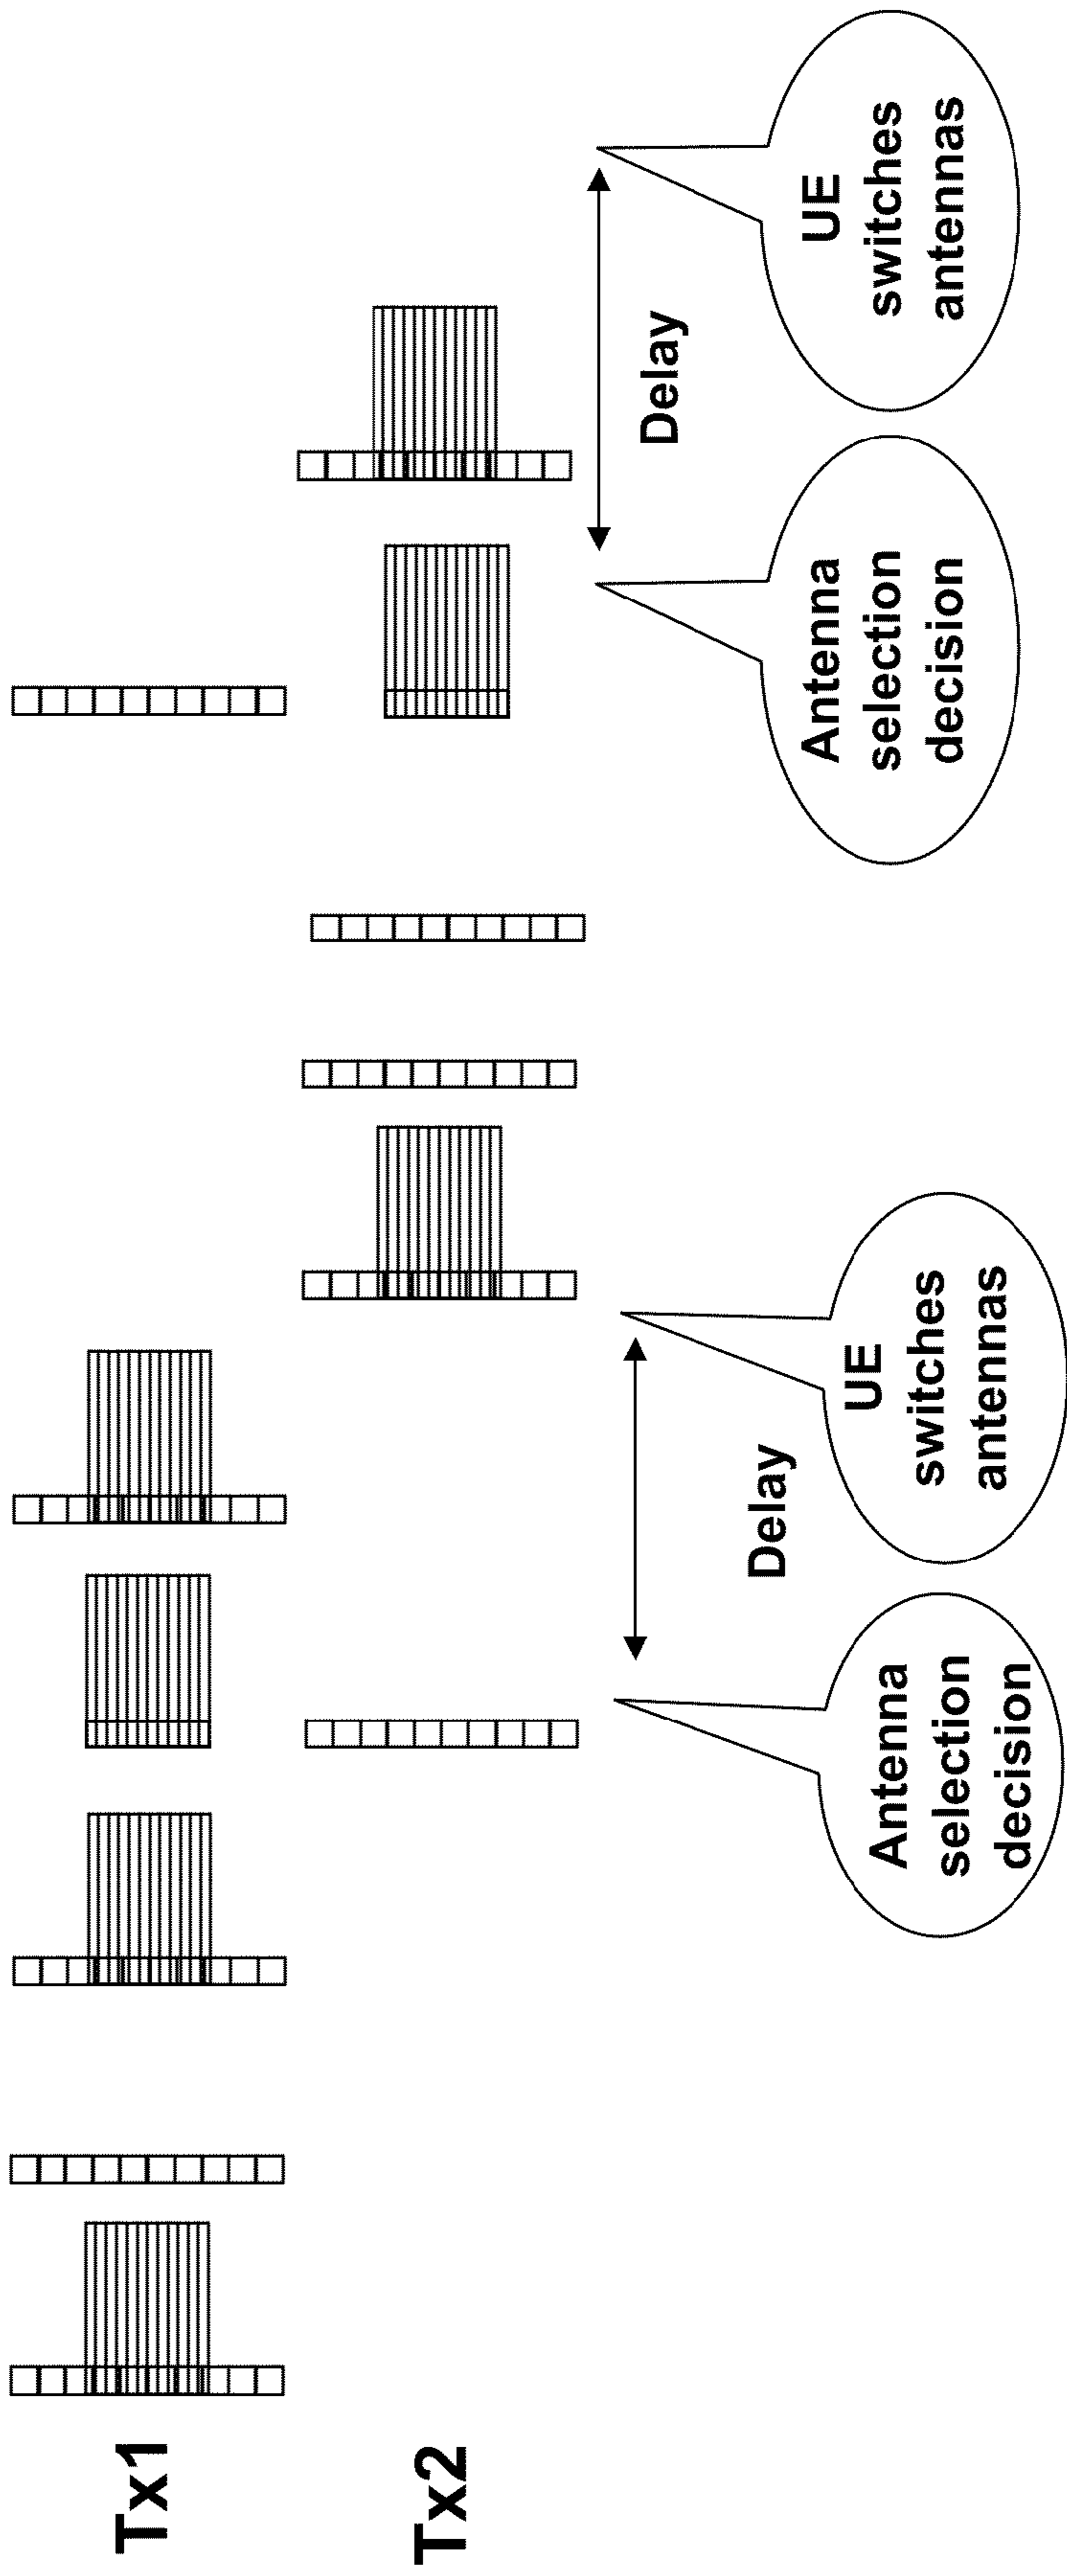 Tx1
Tx2
Delay
Delay
Antenna
selection
decision
UE
switches
antennas
Antenna
selection
decision
UE
switches
antennas